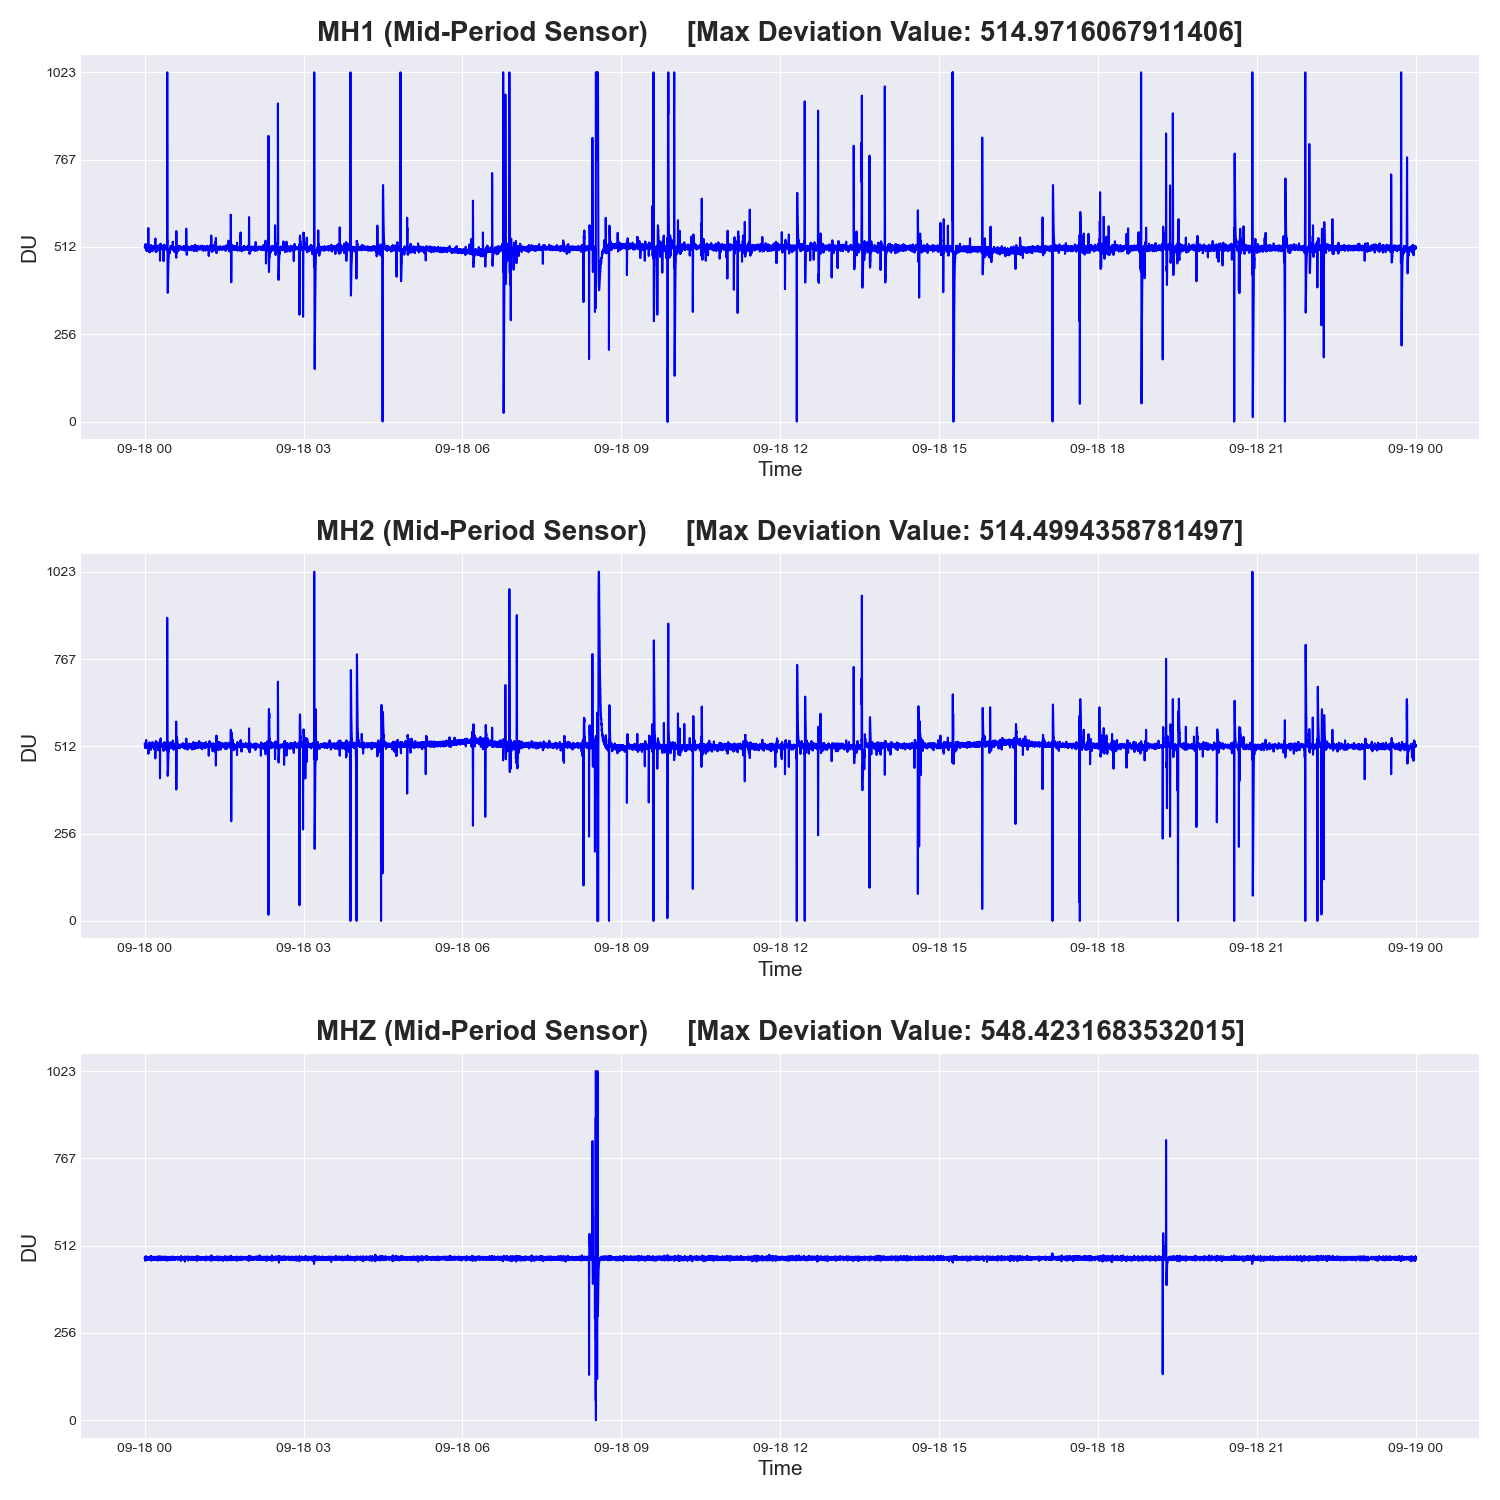 MH1 (Mid-Period Sensor) [Max Deviation Value: 514.9716067911406]
1023
767
512
256
0
DU
09-18 00 09-18 03 09-18 06 09-18 09 09-18 12 09-18 15 09-18 18 09-18 21 09-19 00
Time
MH2 (Mid-Period Sensor) [Max Deviation Value: 514.4994358781497]
1023
767
512
256
0
DU
09-18 00 09-18 03 09-18 06 09-18 09 09-18 12 09-18 15 09-18 18 09-18 21 09-19 00
Time
MHZ (Mid-Period Sensor) [Max Deviation Value: 548.4231683532015]
1023
767
512
256
0
DU
09-18 00 09-18 03 09-18 06 09-18 09 09-18 12 09-18 15 09-18 18 09-18 21 09-19 00
Time